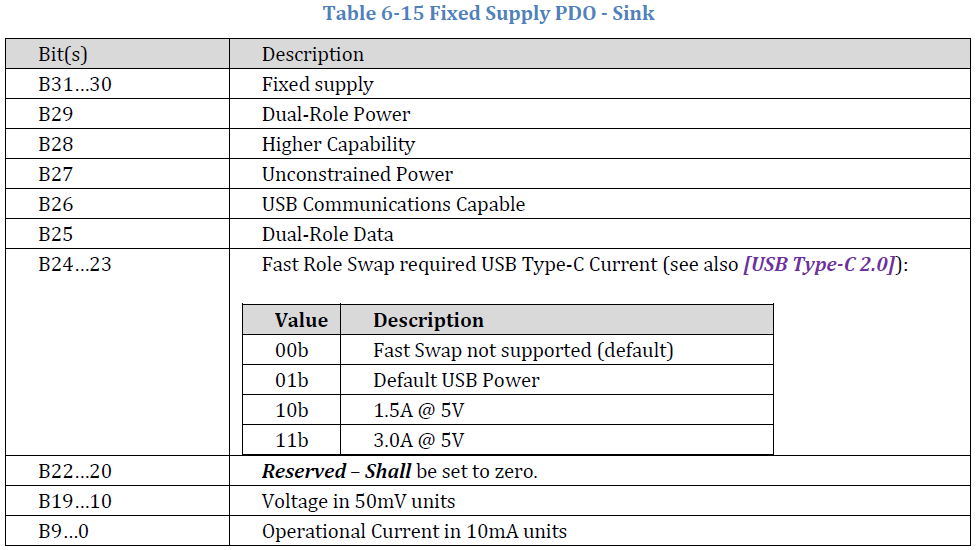 Table 6-15 Fixed Supply PDO - Sink
Bit(s) Description
B31…30 Fixed supply
B29 Dual-Role Power
B28 Higher Capability
B27 Unconstrained Power
B26 USB Communications Capable
B25 Dual-Role Data
B24…23 Fast Role Swap required USB Type-C Current (see also [USB Type-C 2.0]):
Value Description
00b Fast Swap not supported (default)
01b Default USB Power
10b 1.5A @ 5V
11b 3.0A @ 5V
B22…20 Reserved – Shall be set to zero.
B19…10 Voltage in 50mV units
B9…0 Operational Current in 10mA units